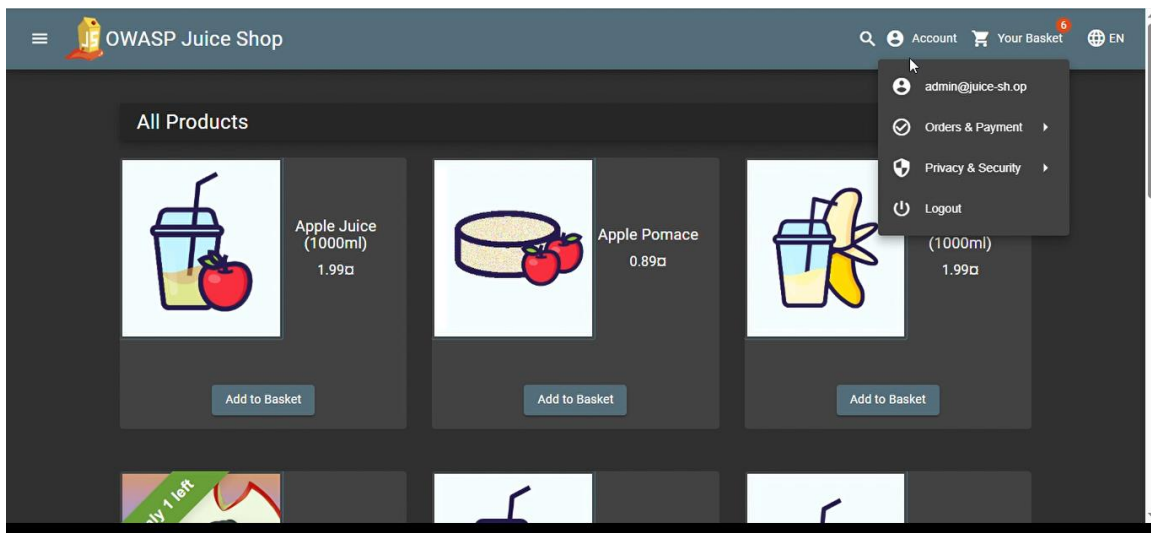 OWASP Juice Shop
Account
Your Basket
6
EN
admin@juice-sh.op
Orders & Payment
Privacy & Security
Logout
All Products
Apple Juice
(1000ml)
1.99¤
Apple Pomace
0.89¤
(1000ml)
1.99¤
Add to Basket
Add to Basket
Add to Basket
1 left